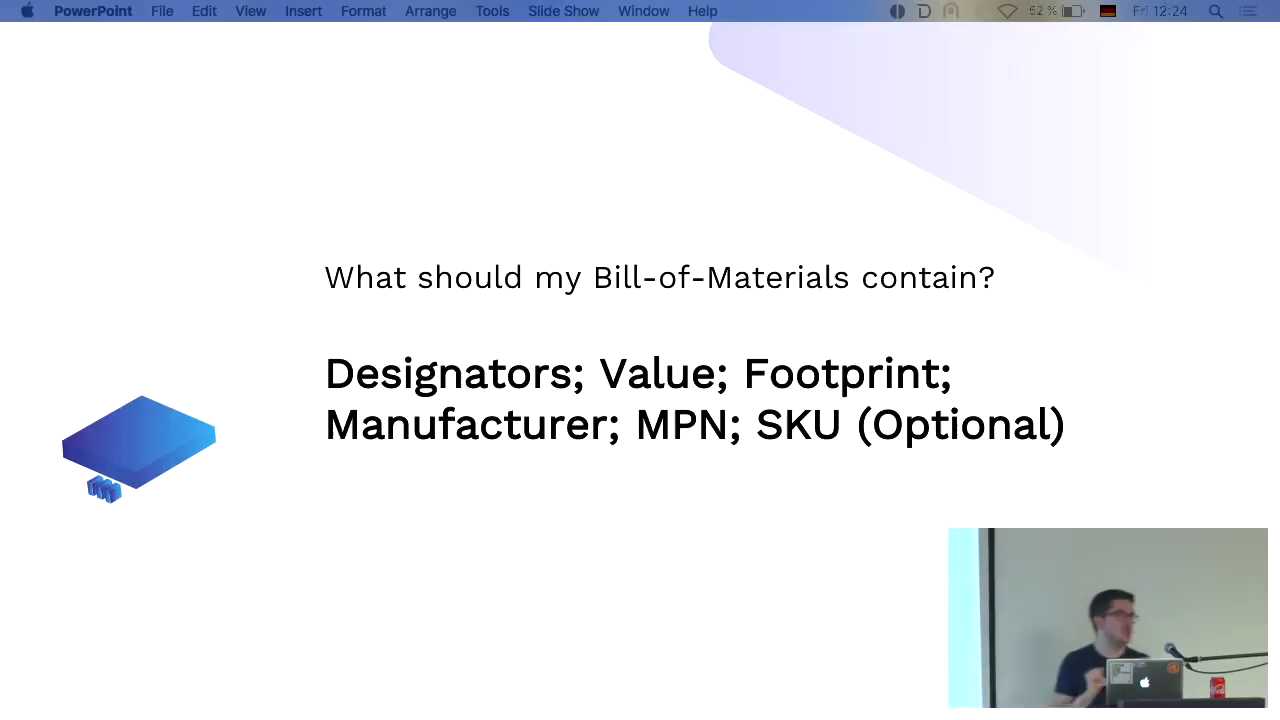 PowerPoint File Edit View Insert Format Arrange Tools Slide Show Window Help 52 % Fri 12:24
What should my Bill-of-Materials contain?
Designators; Value; Footprint;
Manufacturer; MPN; SKU (Optional)